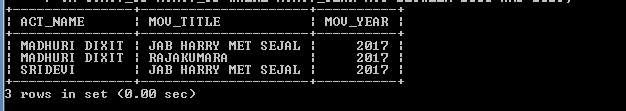 | ACT_NAME | MOV_TITLE | MOV_YEAR |
| MADHURI DIXIT | JAB HARRY MET SEJAL | 2017 |
| MADHURI DIXIT | RAJAKUMARA | 2017 |
| SRIDEVI | JAB HARRY MET SEJAL | 2017 |
3 rows in set (0.00 sec)